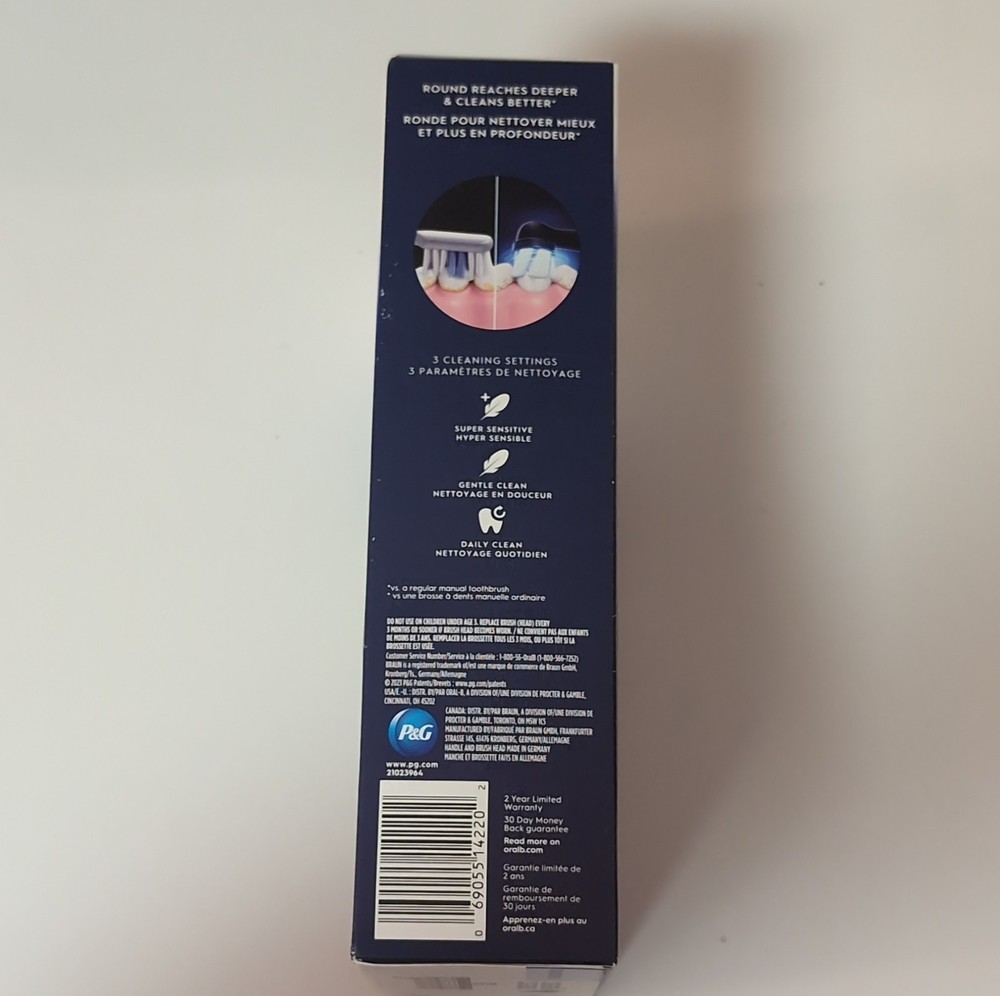 ROUND REACHES DEEPER
& CLEANS BETTER*
RONDE POUR NETTOYER MIEUX
ET PLUS EN PROFONDEUR*
3 CLEANING SETTINGS
3 PARAMÈTRES DE NETTOYAGE
SUPER SENSITIVE
HYPER SENSIBLE
GENTLE CLEAN
NETTOYAGE EN DOUCEUR
DAILY CLEAN
NETTOYAGE QUOTIDIEN
*vs. a regular manual toothbrush
* vs une brosse à dents manuelle ordinaire
DO NOT USE ON CHILDREN UNDER AGE 3. REPLACE BRUSH (HEAD) EVERY
3 MONTHS OR SOONER IF BRUSH HEAD BECOMES WORN. / NE CONVIENT PAS AUX ENFANTS
DE MOINS DE 3 ANS. REMPLACER LA BROSSETTE TOUS LES 3 MOIS, OU PLUS TÔT SI LA
BROSSETTE EST USÉE.
Customer Service Number/Service à la clientèle : 1-800-56-OralB (1-800-566-7252)
BRAUN is a registered trademark of/est une marque de commerce de Braun GmbH,
Kronberg/Ts., Germany/Allemagne
© 2023 P&G Patents/Brevets : www.pg.com/patents
USA/É.-U. : DISTR. BY/PAR ORAL-B, A DIVISION OF/UNE DIVISION DE PROCTER & GAMBLE,
CINCINNATI, OH 45202
CANADA: DISTR. BY/PAR BRAUN, A DIVISION OF/UNE DIVISION DE
PROCTER & GAMBLE, TORONTO, ON M5W 1C5
MANUFACTURED BY/FABRIQUÉ PAR BRAUN GMBH, FRANKFURTER
STRASSE 145, 61476 KRONBERG, GERMANY/ALLEMAGNE
HANDLE AND BRUSH HEAD MADE IN GERMANY
MANCHE ET BROSSETTE FAITS EN ALLEMAGNE
P&G
www.pg.com
21023964
0 69055 14220 2
2 Year Limited
Warranty
30 Day Money
Back guarantee
Read more on
oralb.com
Garantie limitée de
2 ans
Garantie de
remboursement de
30 jours
Apprenez-en plus au
oralb.ca